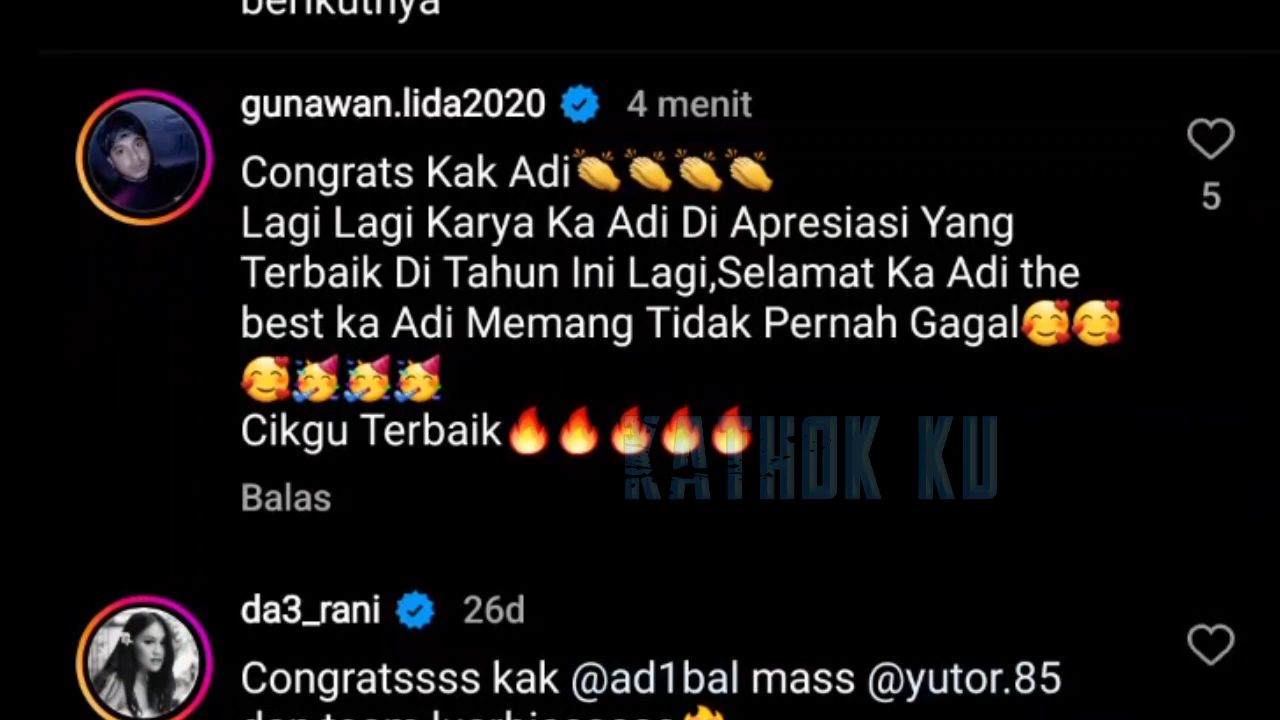 berikutnya
gunawan.lida2020 4 menit
Congrats Kak Adi👏👏👏👏
Lagi Lagi Karya Ka Adi Di Apresiasi Yang
Terbaik Di Tahun Ini Lagi,Selamat Ka Adi the
best ka Adi Memang Tidak Pernah Gagal🥰🥰
🥰🥳🥳🥳
Cikgu Terbaik🔥🔥🔥🔥🔥
KATHOK KU
5
Balas
da3_rani 26d
Congratssss kak @ad1bal mass @yutor.85